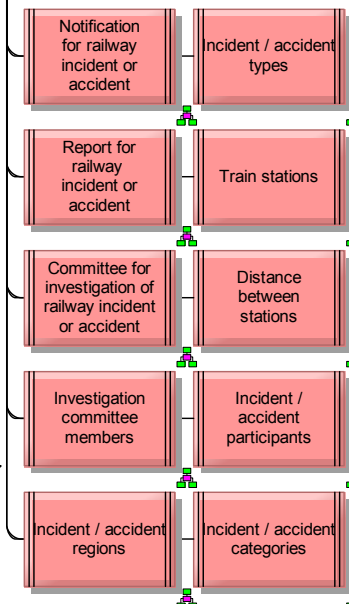 Notification
for railway
incident or
accident
Incident / accident
types
Report for
railway
incident or
accident
Train stations
Committee for
investigation of
railway incident
or accident
Distance
between
stations
Investigation
committee
members
Incident /
accident
participants
Incident / accident
regions
Incident / accident
categories